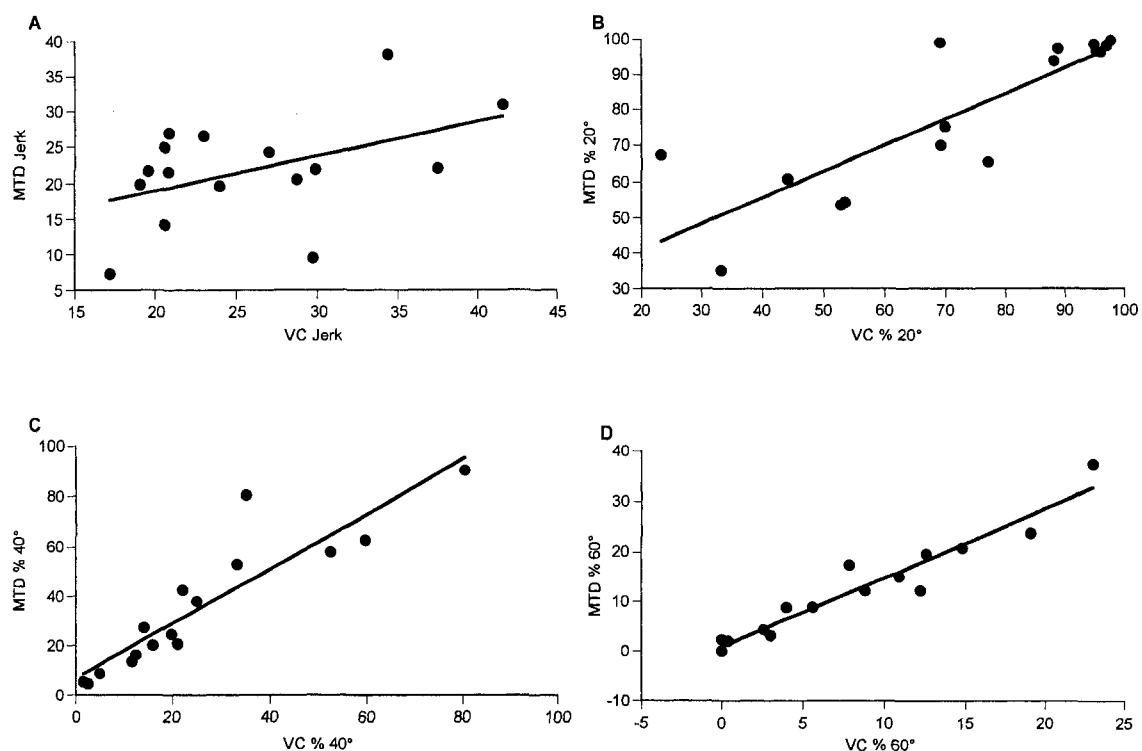 A
MTD Jerk
40
35
30
25
20
15
10
5
15 20 25 30 35 40 45
VC Jerk
B
MTD % 20°
100
90
80
70
60
50
40
30
20 30 40 50 60 70 80 90 100
VC % 20°
C
MTD % 40°
100
80
60
40
20
0
0 20 40 60 80 100
VC % 40°
D
MTD % 60°
40
30
20
10
0
-10
-5 0 5 10 15 20 25
VC % 60°